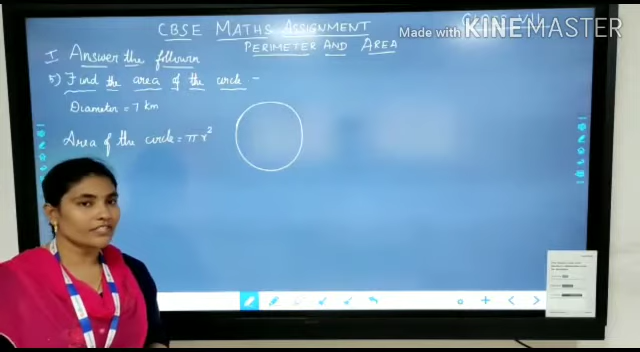 CBSE MATHS ASSIGNMENT
Made with KINEMASTER
PERIMETER AND AREA
I Answer the followin
5) Find the area of the circle -
Diameter = 7 km
Area of the circle = πr²